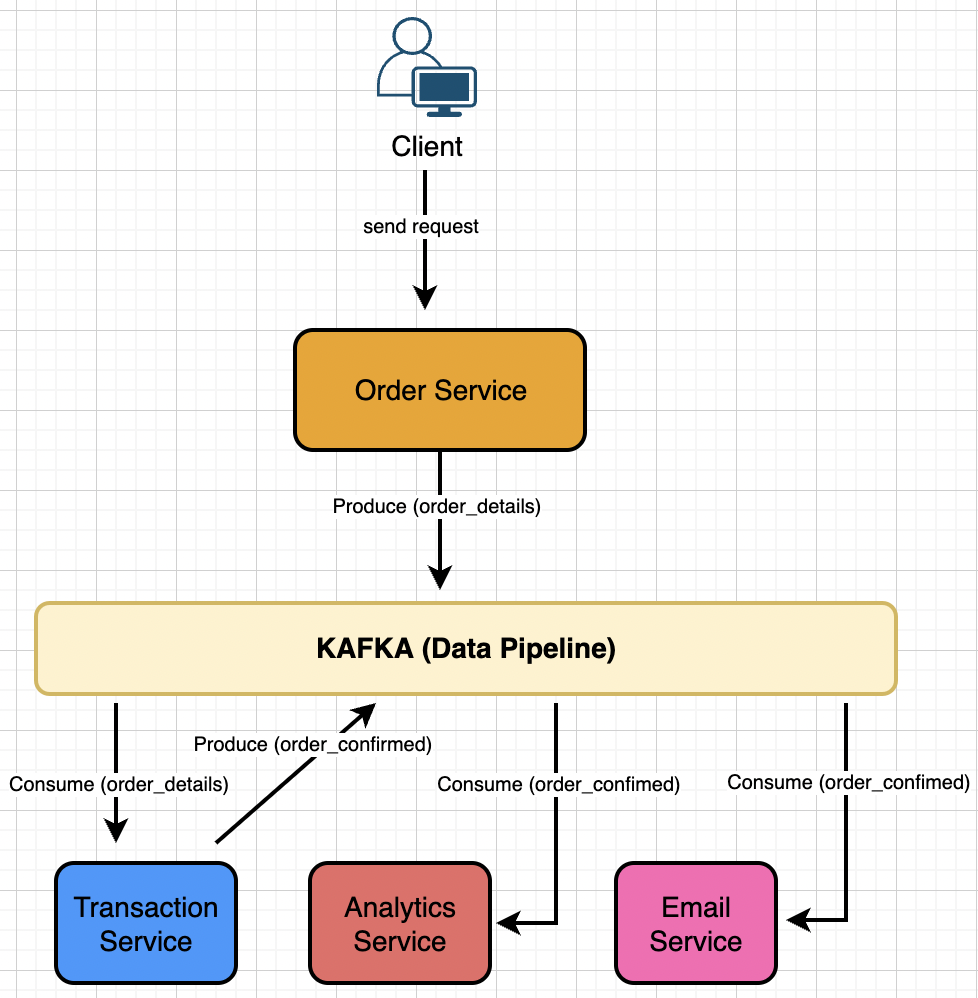 Client
send request
Order Service
Produce (order_details)
KAFKA (Data Pipeline)
Produce (order_confirmed)
Consume (order_details)
Consume (order_confimed)
Consume (order_confimed)
Transaction
Service
Analytics
Service
Email
Service